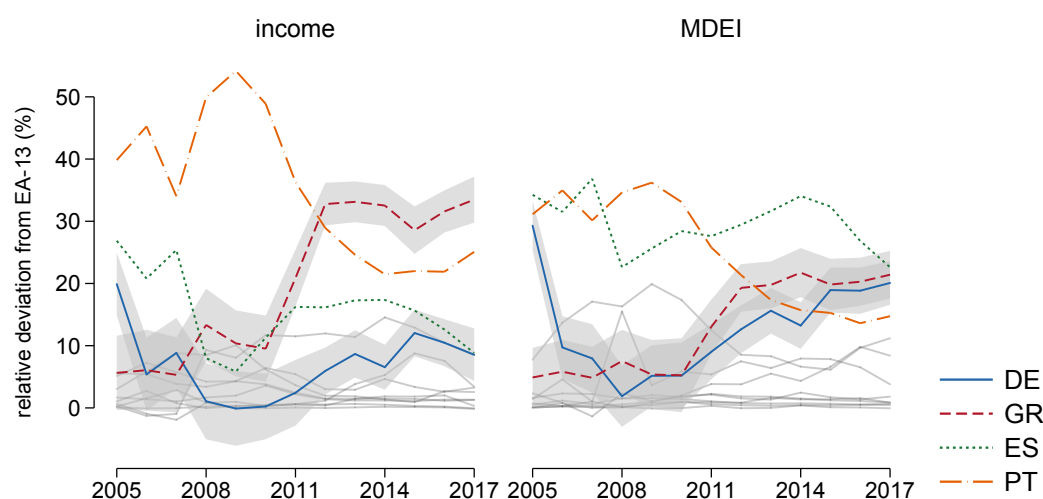 income MDEI
relative deviation from EA-13 (%)
50
40
30
20
10
0
2005 2008 2011 2014 2017 2005 2008 2011 2014 2017
DE
GR
ES
PT